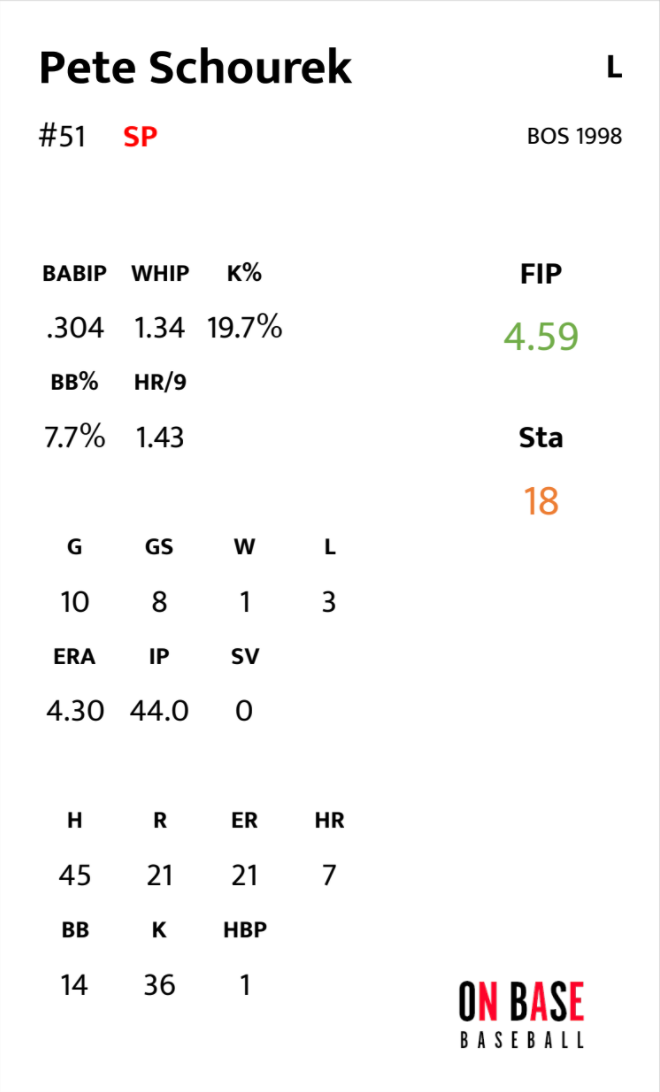 Pete Schourek L
#51 SP BOS 1998
BABIP WHIP K% FIP
.304 1.34 19.7% 4.59
BB% HR/9
7.7% 1.43 Sta
18
G GS W L
10 8 1 3
ERA IP SV
4.30 44.0 0
H R ER HR
45 21 21 7
BB K HBP
14 36 1
ON BASE
BASEBALL